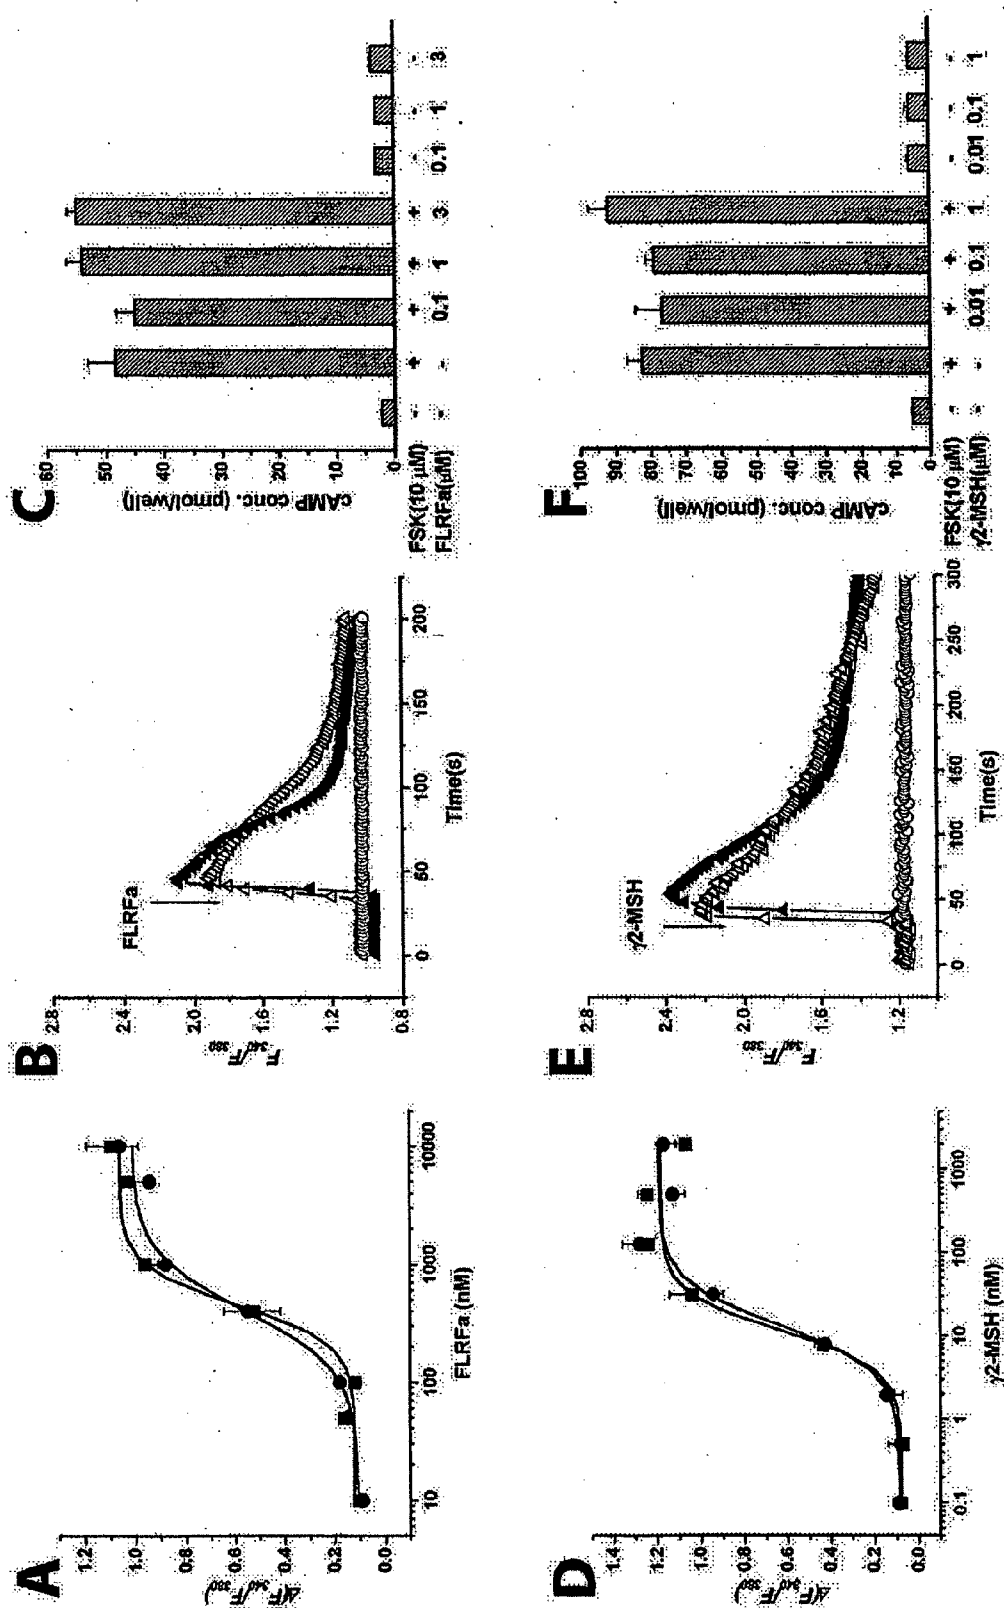 A
Δ(F340/F380)
1.2
1.0
0.6
0.4
0.2
0.0
10
100
1000
10000
FLRFa (nM)
B
F340/F380
2.8
2.4
2.0
1.6
1.2
0.8
FLRFa
0
50
100
150
200
Time(s)
C
cAMP conc. (pmol/well)
60
50
40
30
20
10
0
FSK(10 μM) - + + + + - - -
FLRFa(μM) - - 0.1 1 3 0.1 1 3
D
Δ(F340/F380)
1.4
1.2
1.0
0.6
0.4
0.2
0.0
0.1
1
10
100
1000
γ2-MSH (nM)
E
F340/F380
2.8
2.4
2.0
1.6
1.2
γ2-MSH
0
50
100
150
200
250
300
Time(s)
F
cAMP conc. (pmol/well)
100
90
80
70
60
50
40
30
20
10
0
FSK(10 μM) - + + + + - - -
γ2-MSH(μM) - - 0.01 0.1 1 0.01 0.1 1